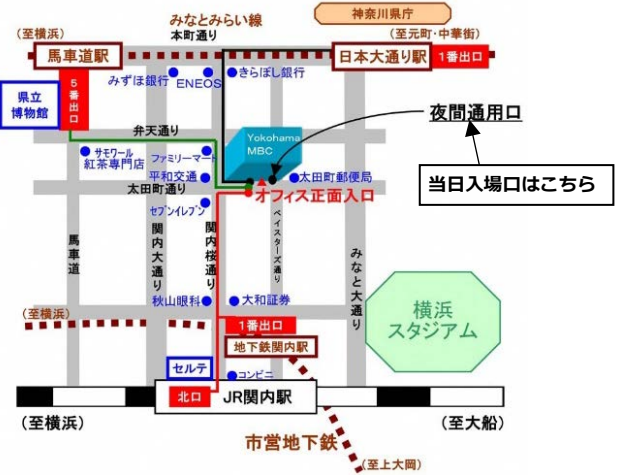 神奈川県庁
みなとみらい線
(至横浜)
本町通り
(至元町・中華街)
馬車道駅
日本大通り駅
1番出口
5番出口
みずほ銀行
ENEOS
きらぼし銀行
県立
博物館
夜間通用口
弁天通り
Yokohama
MBC
サモワール
紅茶専門店
ファミリーマート
平和交通
太田町郵便局
当日入場口はこちら
太田町通り
オフィス正面入口
セブンイレブン
馬車道
関内大通り
関内桜通り
ベイスターズ通り
みなと大通り
秋山眼科
大和証券
横浜
スタジアム
(至横浜)
1番出口
地下鉄関内駅
セルテ
コンビニ
北口
JR関内駅
(至横浜)
(至大船)
市営地下鉄
(至上大岡)